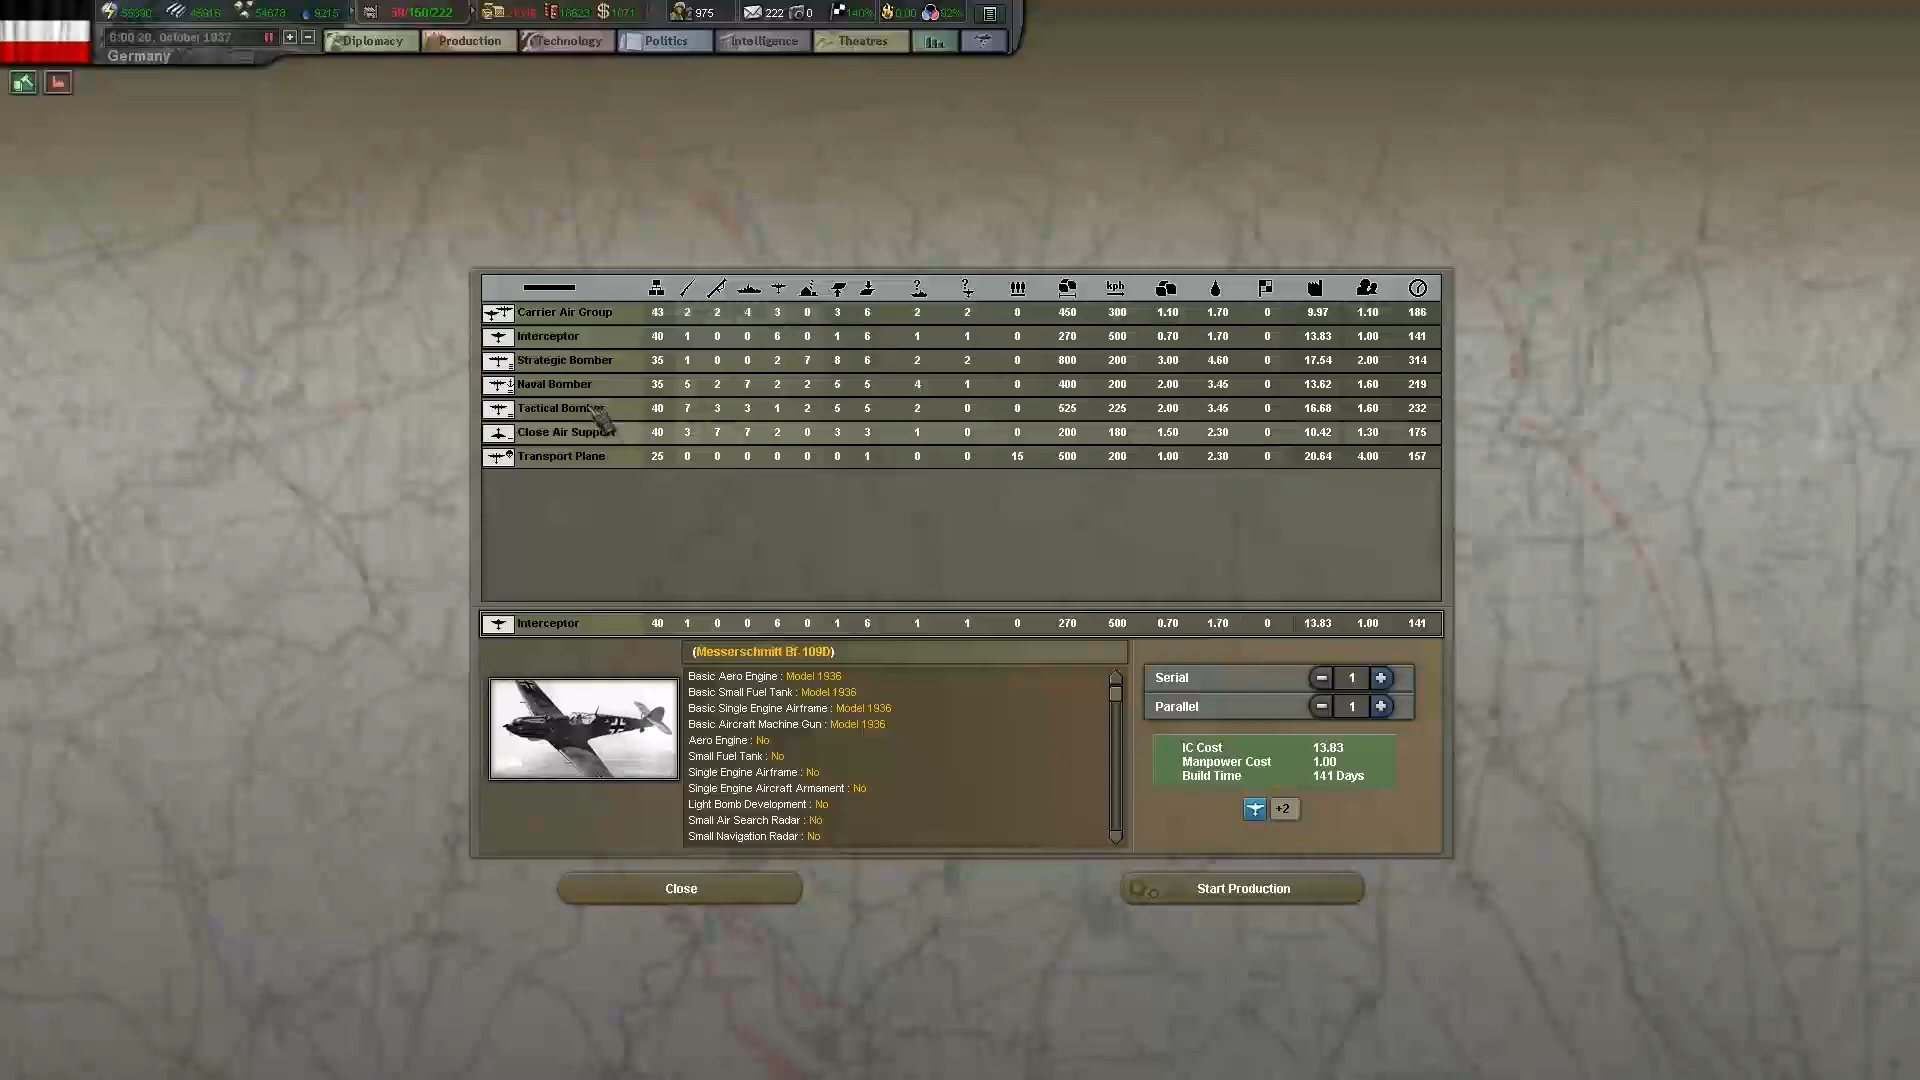 55390 45916 54678 9215 38/150/222 18623 $1071 975 222 0 140% 0.00 92%
6:00 20, October 1937
Diplomacy Production Technology Politics Intelligence Theatres
Germany
kph
Carrier Air Group 43 2 2 4 3 0 3 6 2 2 0 450 300 1.10 1.70 0 9.97 1.10 186
Interceptor 40 1 0 0 6 0 1 6 1 1 0 270 500 0.70 1.70 0 13.83 1.00 141
Strategic Bomber 35 1 0 0 2 7 8 6 2 2 0 800 200 3.00 4.60 0 17.54 2.00 314
Naval Bomber 35 5 2 7 2 2 5 5 4 1 0 400 200 2.00 3.45 0 13.62 1.60 219
Tactical Bomber 40 7 3 3 1 2 5 5 2 0 0 525 225 2.00 3.45 0 16.68 1.60 232
Close Air Support 40 3 7 7 2 0 3 3 1 0 0 200 180 1.50 2.30 0 10.42 1.30 175
Transport Plane 25 0 0 0 0 0 0 1 0 0 15 500 200 1.00 2.30 0 20.64 4.00 157
Interceptor 40 1 0 0 6 0 1 6 1 1 0 270 500 0.70 1.70 0 13.83 1.00 141
(Messerschmitt Bf-109D)
Basic Aero Engine : Model 1936
Basic Small Fuel Tank : Model 1936
Basic Single Engine Airframe : Model 1936
Basic Aircraft Machine Gun : Model 1936
Aero Engine : No
Small Fuel Tank : No
Single Engine Airframe : No
Single Engine Aircraft Armament : No
Light Bomb Development : No
Small Air Search Radar : No
Small Navigation Radar : No
Serial 1
Parallel 1
IC Cost 13.83
Manpower Cost 1.00
Build Time 141 Days
+2
Close
Start Production